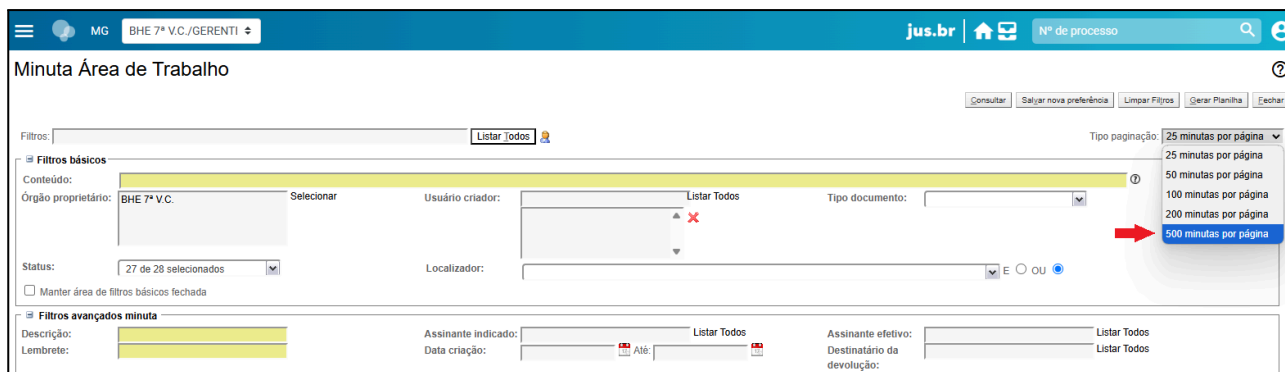 MG BHE 7ª V.C./GERENTI jus.br Nº de processo
Minuta Área de Trabalho
Consultar Salvar nova preferência Limpar Filtros Gerar Planilha Fechar
Filtros: Listar Todos Tipo paginação: 25 minutas por página
25 minutas por página
50 minutas por página
100 minutas por página
200 minutas por página
500 minutas por página
Filtros básicos
Conteúdo:
Órgão proprietário: BHE 7ª V.C. Selecionar Usuário criador: Listar Todos Tipo documento:
Status: 27 de 28 selecionados Localizador: E OU
Manter área de filtros básicos fechada
Filtros avançados minuta
Descrição: Assinante indicado: Listar Todos Assinante efetivo: Listar Todos
Lembrete: Data criação: Até: Destinatário da devolução: Listar Todos